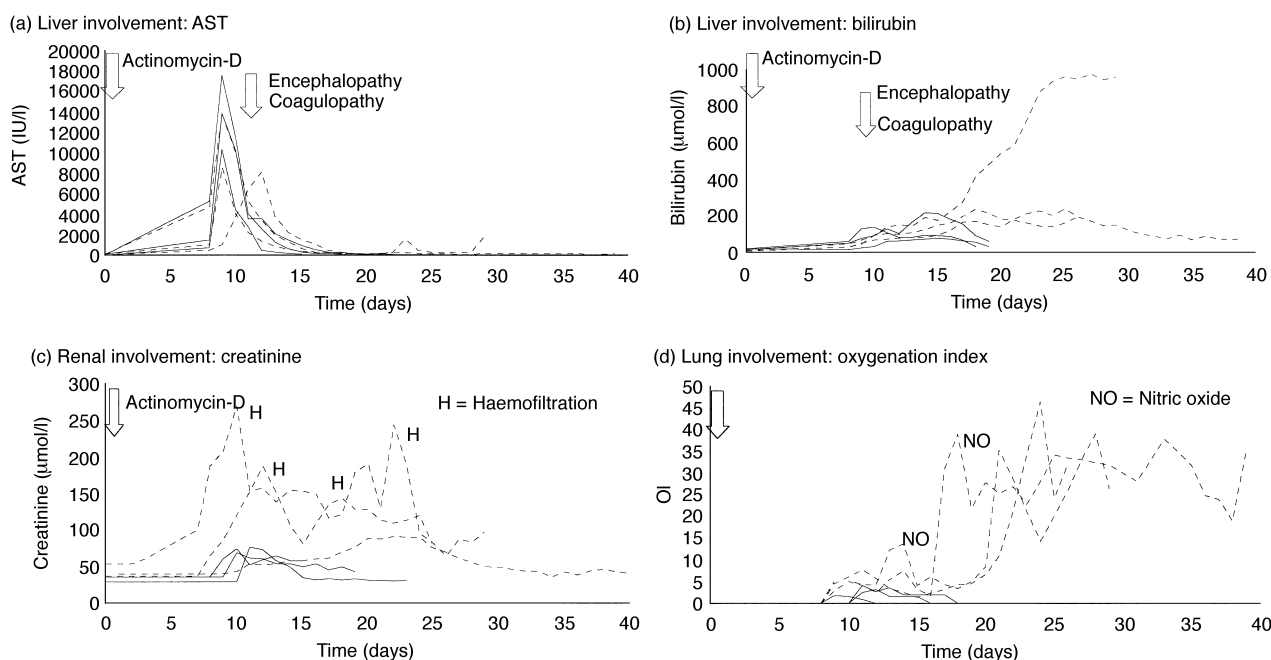 (a) Liver involvement: AST
Actinomycin-D
Encephalopathy
Coagulopathy
AST (IU/l)
20000
18000
16000
14000
12000
10000
8000
6000
4000
2000
0
0 5 10 15 20 25 30 35 40
Time (days)
(b) Liver involvement: bilirubin
Actinomycin-D
Encephalopathy
Coagulopathy
Bilirubin (μmol/l)
1000
800
600
400
200
0
0 5 10 15 20 25 30 35 40
Time (days)
(c) Renal involvement: creatinine
Actinomycin-D
H = Haemofiltration
H
H
H
H
Creatinine (μmol/l)
300
250
200
150
100
50
0
0 5 10 15 20 25 30 35 40
Time (days)
(d) Lung involvement: oxygenation index
NO = Nitric oxide
NO
NO
OI
50
45
40
35
30
25
20
15
10
5
0
0 5 10 15 20 25 30 35 40
Time (days)